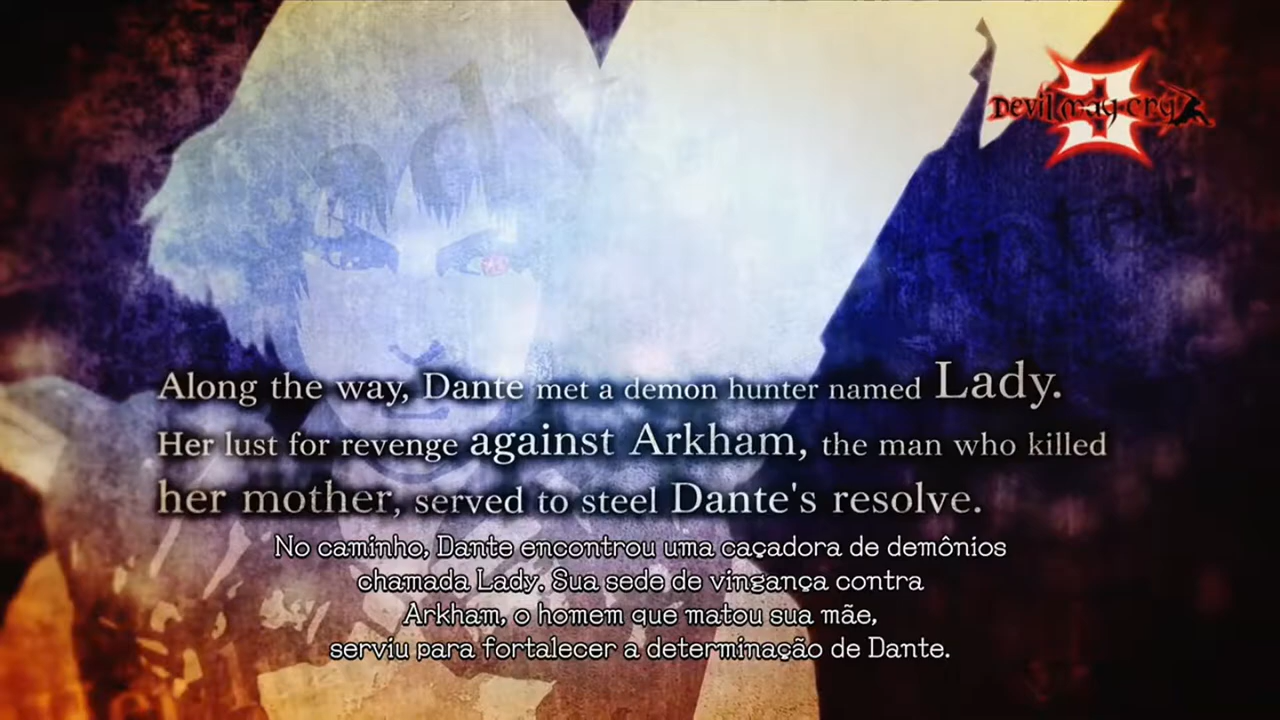 Devil may cry
3
Along the way, Dante met a demon hunter named Lady.
Her lust for revenge against Arkham, the man who killed
her mother, served to steel Dante's resolve.
No caminho, Dante encontrou uma caçadora de demônios
chamada Lady. Sua sede de vingança contra
Arkham, o homem que matou sua mãe,
serviu para fortalecer a determinação de Dante.